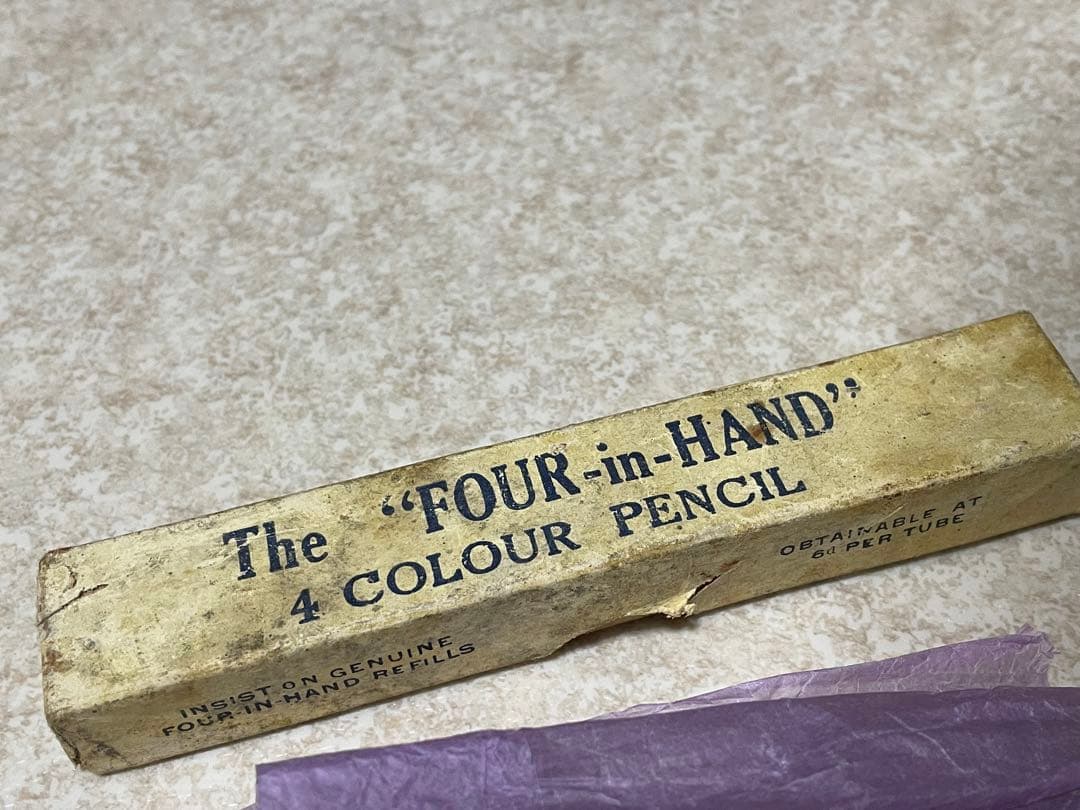 The “FOUR-in-HAND”
4 COLOUR PENCIL
INSIST ON GENUINE
FOUR-IN-HAND REFILLS
OBTAINABLE AT
6d PER TUBE